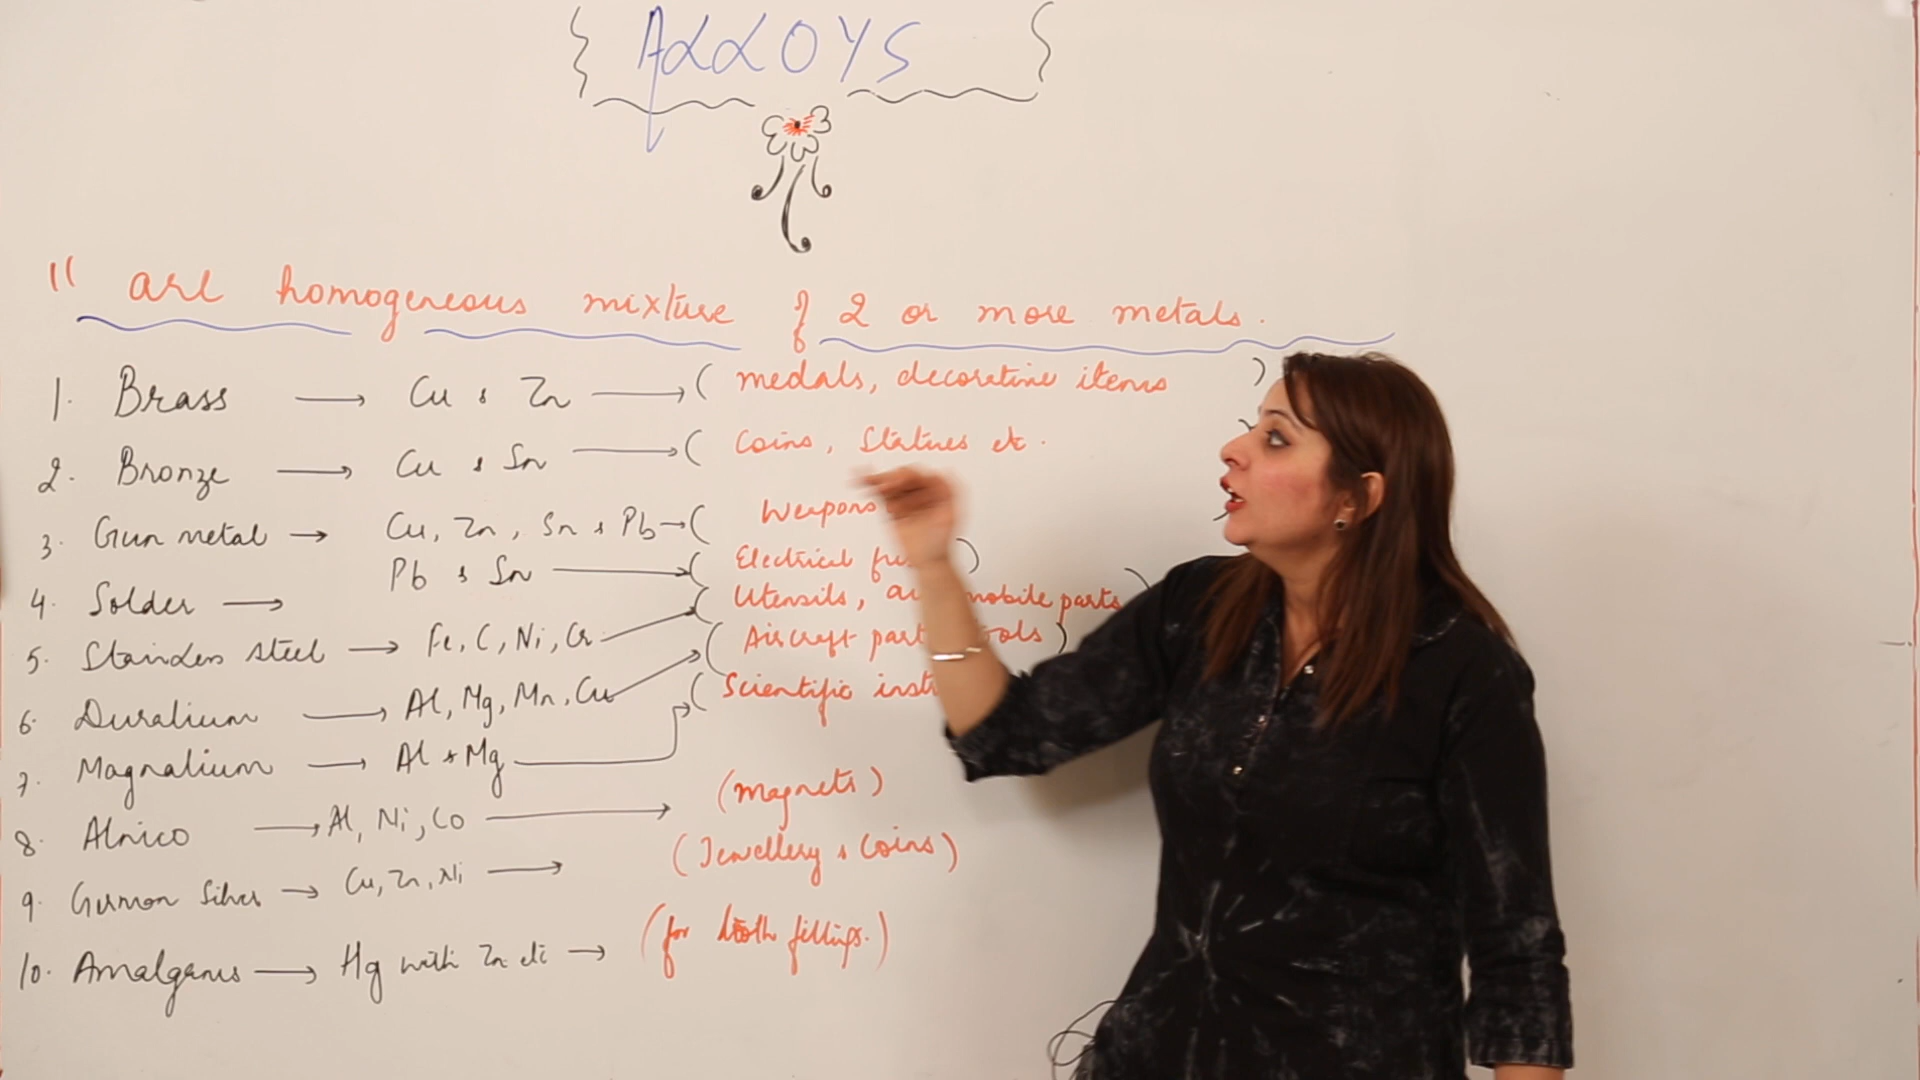 ALLOYS
" are homogeneous mixture of 2 or more metals.
1. Brass → Cu & Zn → ( medals, decorative items )
2. Bronze → Cu & Sn → ( Coins, Statues etc. )
3. Gun metal → Cu, Zn, Sn & Pb → ( Weapons
4. Solder → Pb & Sn → ( Electrical )
5. Stainless steel → Fe, C, Ni, Cr → ( Utensils, parts )
6. Duralium → Al, Mg, Mn, Cu → ( Aircraft )
7. Magnalium → Al & Mg → ( Scientific
8. Alnico → Al, Ni, Co → (magnets)
9. German Silver → Cu, Zn, Ni → (Jewellery & Coins)
10. Amalgams → Hg with Zn etc → (for tooth fillings.)